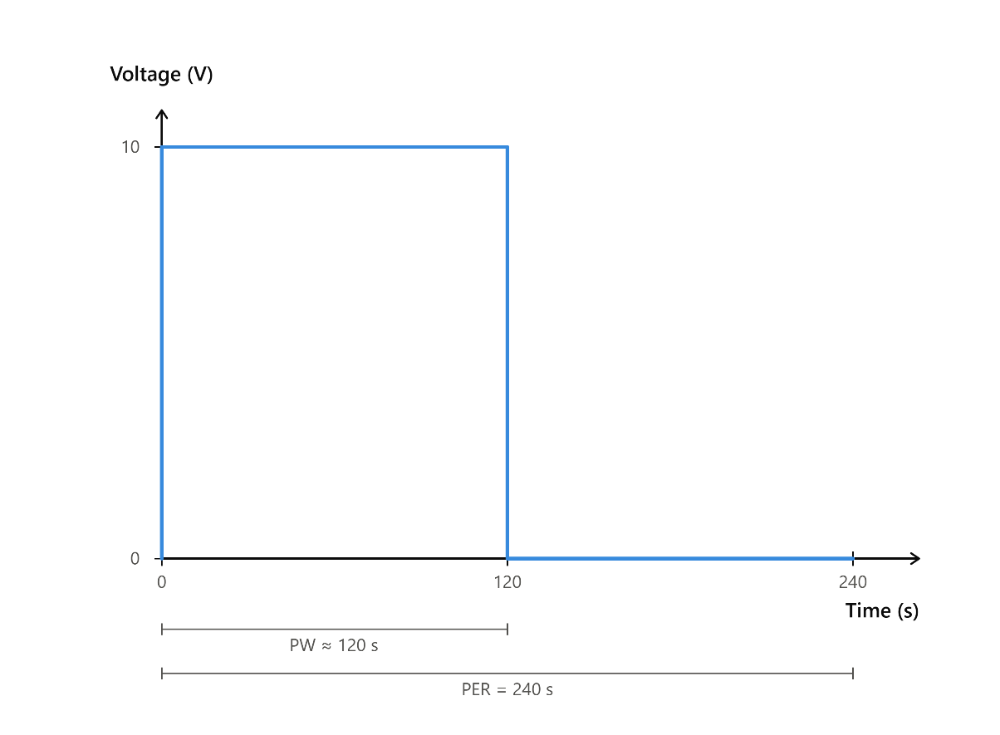 Voltage (V)
10
0
0
120
240
Time (s)
PW ≈ 120 s
PER = 240 s